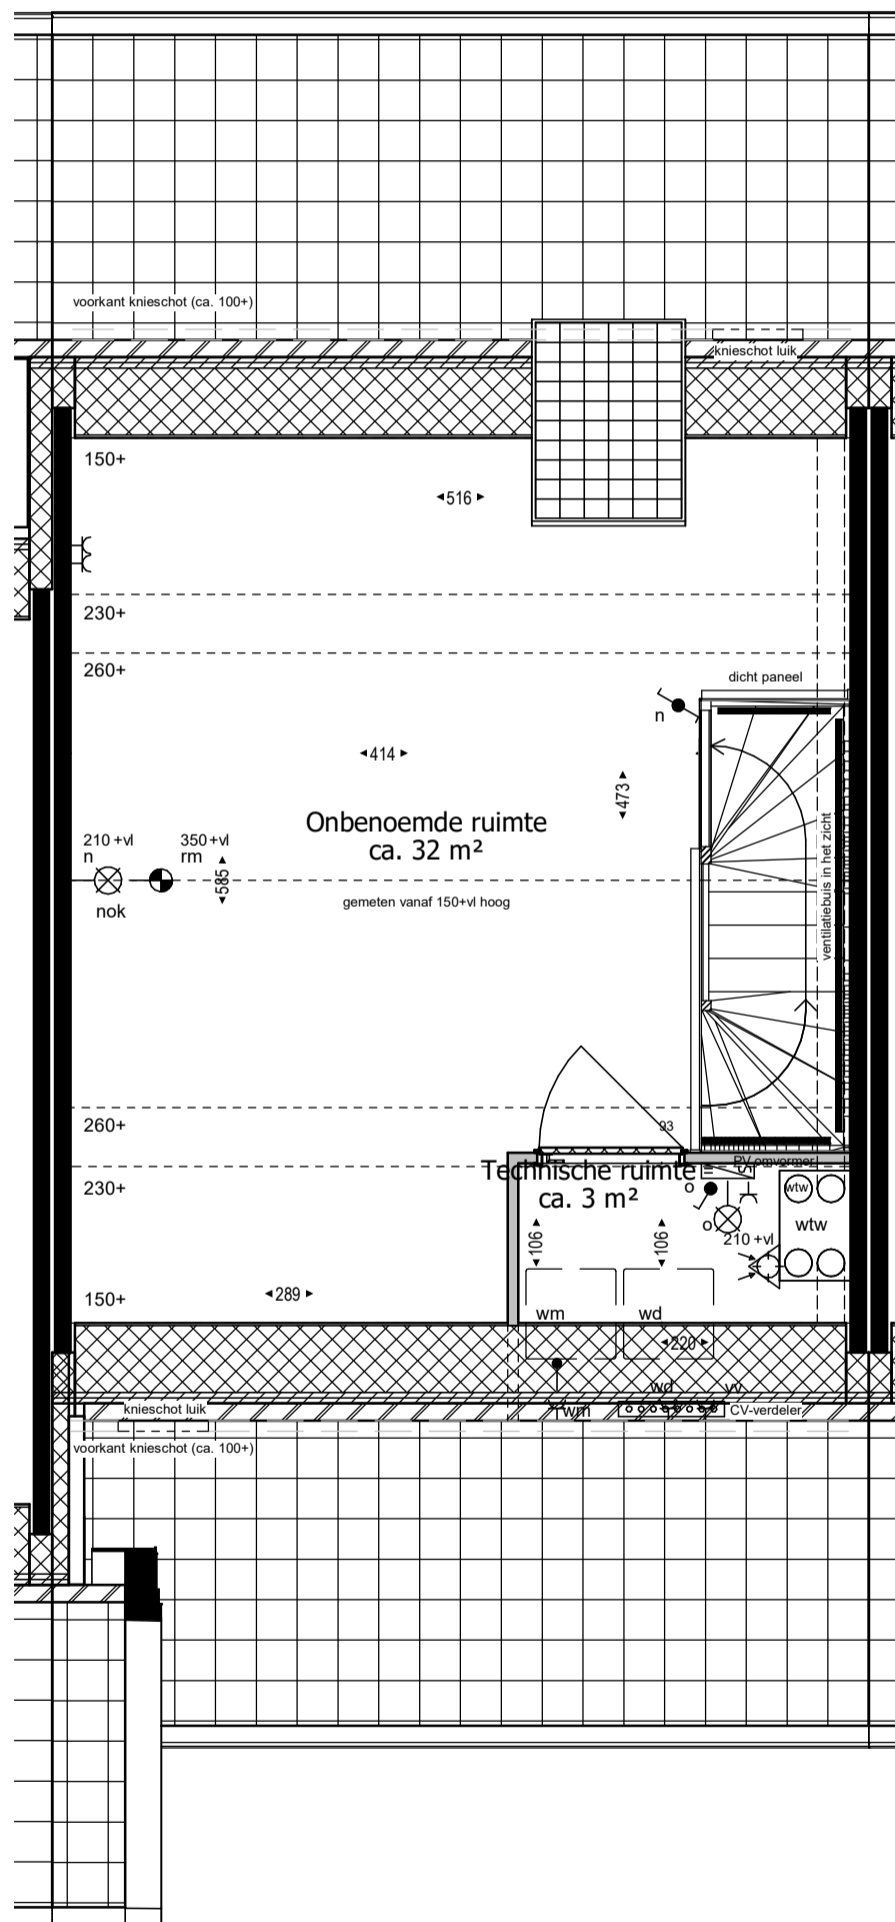 voorkant knieschot (ca. 100+)
knieschot luik
150+
516
230+
260+
dicht paneel
n
414
473
Onbenoemde ruimte
ca. 32 m²
210 +vl
n
350 +vl
rm
585
nok
gemeten vanaf 150+vl hoog
ventilatiebuis in het zicht
260+
93
PV omvormer
Technische ruimte
ca. 3 m²
230+
o
o
wtw
wtw
210 +vl
106
106
289
150+
wm
wd
220
wd
vv
knieschot luik
wm
CV-verdeler
voorkant knieschot (ca. 100+)